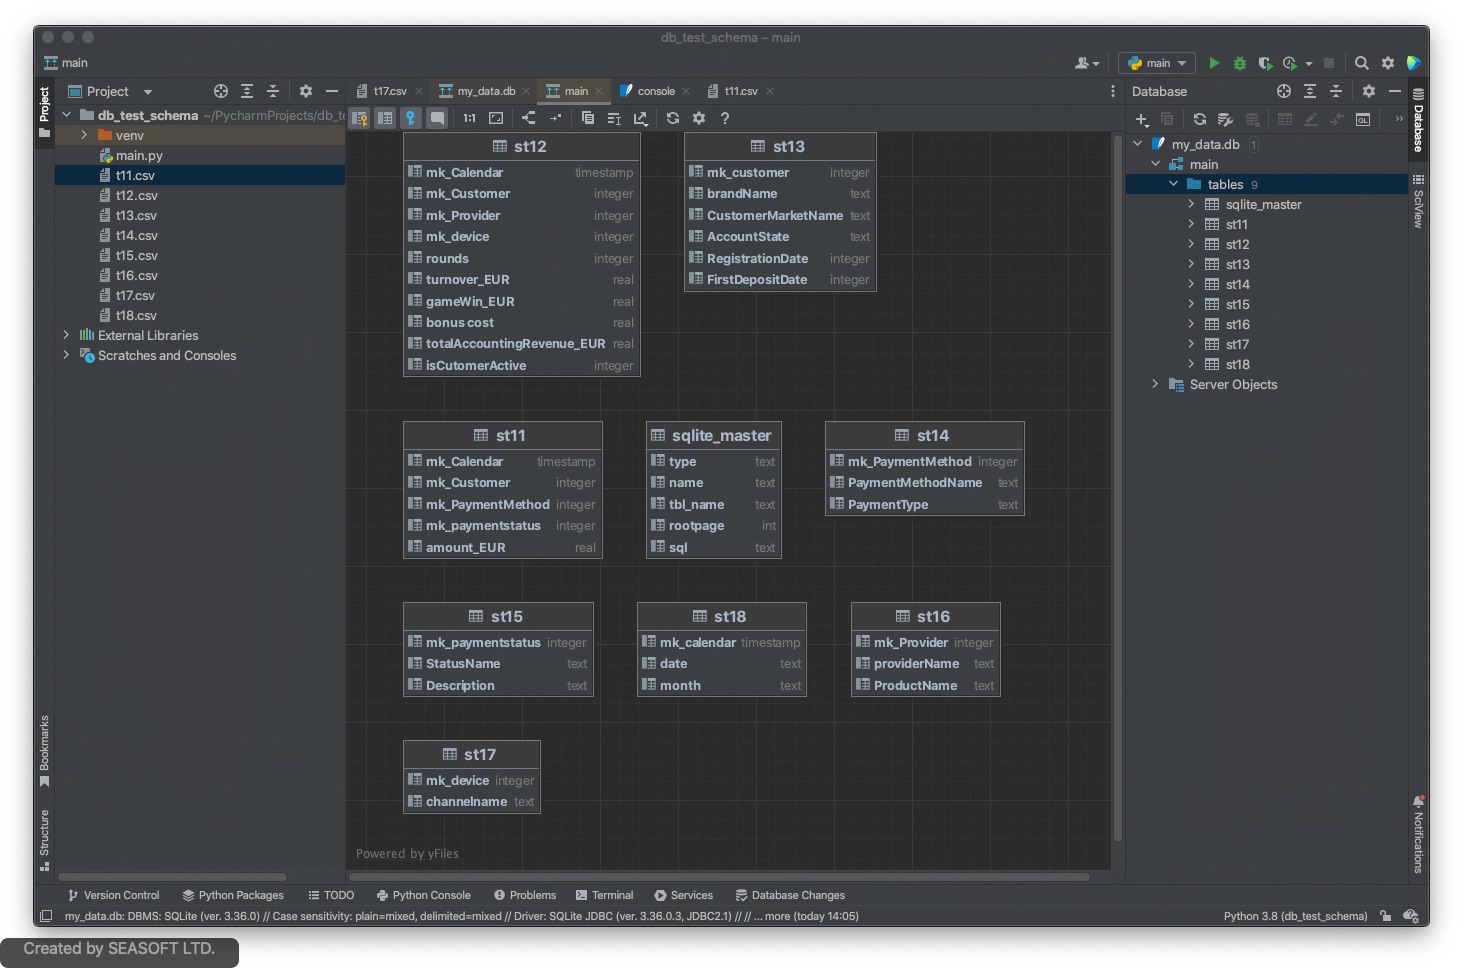 db_test_schema – main
main
main
Project
Project
t17.csv
my_data.db
main
console
t11.csv
Database
db_test_schema ~/PycharmProjects/db_te
venv
main.py
t11.csv
t12.csv
t13.csv
t14.csv
t15.csv
t16.csv
t17.csv
t18.csv
External Libraries
Scratches and Consoles
1:1
?
st12
mk_Calendar timestamp
mk_Customer integer
mk_Provider integer
mk_device integer
rounds integer
turnover_EUR real
gameWin_EUR real
bonus cost real
totalAccountingRevenue_EUR real
isCutomerActive integer
st13
mk_customer integer
brandName text
CustomerMarketName text
AccountState text
RegistrationDate integer
FirstDepositDate integer
st11
mk_Calendar timestamp
mk_Customer integer
mk_PaymentMethod integer
mk_paymentstatus integer
amount_EUR real
sqlite_master
type text
name text
tbl_name text
rootpage int
sql text
st14
mk_PaymentMethod integer
PaymentMethodName text
PaymentType text
st15
mk_paymentstatus integer
StatusName text
Description text
st18
mk_calendar timestamp
date text
month text
st16
mk_Provider integer
providerName text
ProductName text
st17
mk_device integer
channelname text
Powered by yFiles
QL
my_data.db 1
main
tables 9
sqlite_master
st11
st12
st13
st14
st15
st16
st17
st18
Server Objects
Database
SciView
Notifications
Bookmarks
Structure
Version Control
Python Packages
TODO
Python Console
Problems
Terminal
Services
Database Changes
my_data.db: DBMS: SQLite (ver. 3.36.0) // Case sensitivity: plain=mixed, delimited=mixed // Driver: SQLite JDBC (ver. 3.36.0.3, JDBC2.1) // // ... more (today 14:05)
Python 3.8 (db_test_schema)
Created by SEASOFT LTD.